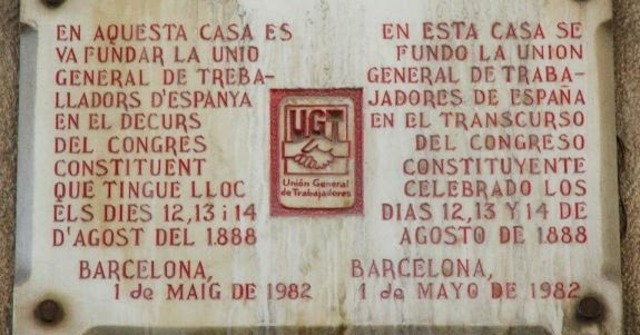 EN AQUESTA CASA ES
VA FUNDAR LA UNIO
GENERAL DE TREBA-
LLADORS D'ESPANYA
EN EL DECURS
DEL CONGRES
CONSTITUENT
QUE TINGUE LLOC
ELS DIES 12,13 i 14
D'AGOST DEL 1.888
BARCELONA,
1 de MAIG DE 1982
UGT
Unión General
de Trabajadores
EN ESTA CASA SE
FUNDO LA UNION
GENERAL DE TRABA-
JADORES DE ESPAÑA
EN EL TRANSCURSO
DEL CONGRESO
CONSTITUYENTE
CELEBRADO LOS
DIAS 12,13 Y 14 DE
AGOSTO DE 1.888
BARCELONA,
1 de MAYO DE 1982